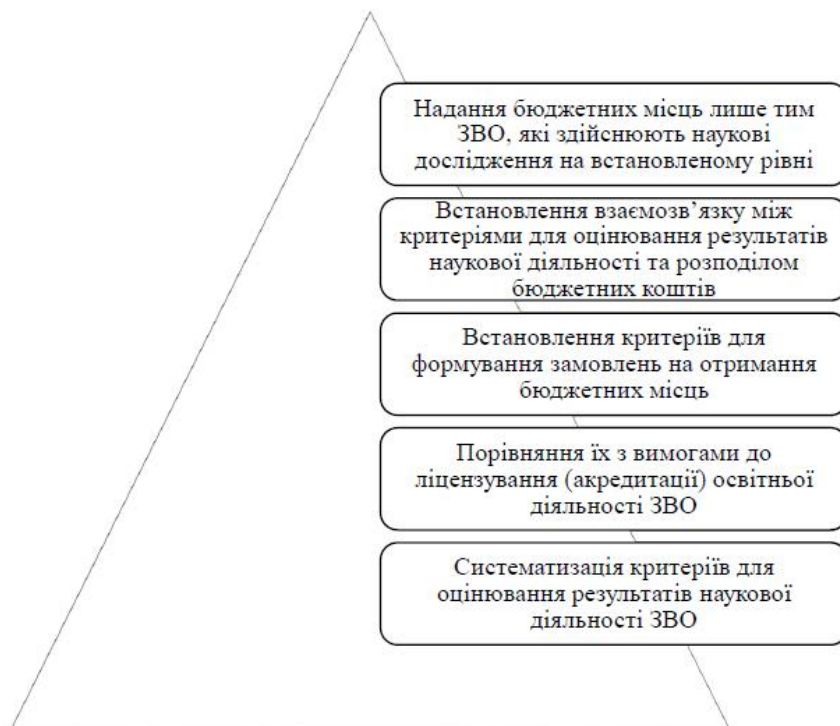 Надання бюджетних місць лише тим
ЗВО, які здійснюють наукові
дослідження на встановленому рівні
Встановлення взаємозв’язку між
критеріями для оцінювання результатів
наукової діяльності та розподілом
бюджетних коштів
Встановлення критеріїв для
формування замовлень на отримання
бюджетних місць
Порівняння їх з вимогами до
ліцензування (акредитації) освітньої
діяльності ЗВО
Систематизація критеріїв для
оцінювання результатів наукової
діяльності ЗВО